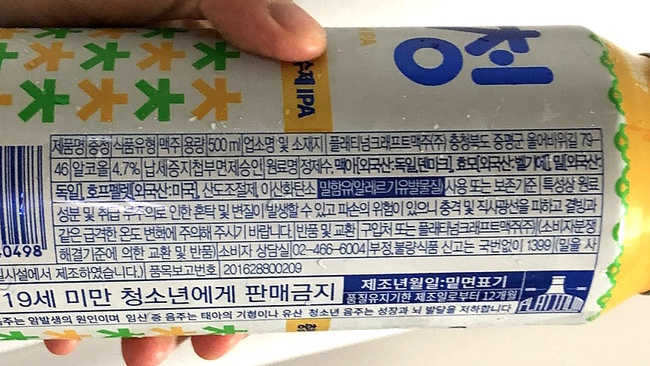 청
수제 IPA
제품명 충청 식품유형 맥주 용량 500 ml 업소명 및 소재지 플래티넘크래프트맥주(주) 충청북도 증평군 울어바위길 79-
46 알코올 4.7% 납세증지첩부면제승인 원료명 정제수, 맥아(외국산:독일,덴마크), 효모(외국산:벨기에), 밀(외국산:
독일), 호프펠렛(외국산:미국), 산도조절제, 이산화탄소 밀함유(알레르기유발물질) 사용 또는 보존기준 특성상 원료
성분 및 취급 부주의로 인한 혼탁 및 변질이 발생할 수 있고 파손의 위험이 있으니 충격 및 직사광선을 피하고 결빙과
같은 급격한 온도 변화에 주의해 주시기 바랍니다. 반품 및 교환 구입처 또는 플래티넘크래프트맥주(주)(소비자분쟁
해결기준에 의한 교환 및 반품) 소비자 상담실 02-466-6004 부정.불량식품 신고는 국번없이 1399 (밀을 사
일시설에서 제조하였습니다.) 품목보고번호 201628800209
0498
19세 미만 청소년에게 판매금지
제조년월일:밑면표기
품질유지기한 제조일로부터 12개월
음주는 암발생의 원인이며 임산 중 음주는 태아의 기형이나 유산 청소년 음주는 성장과 뇌 발달을 저하합니다